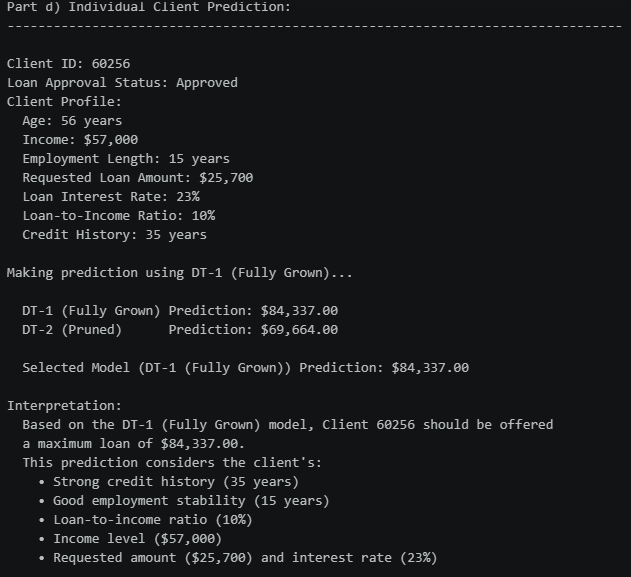 Part d) Individual Client Prediction:
--------------------------------------------------------------------------------
Client ID: 60256
Loan Approval Status: Approved
Client Profile:
  Age: 56 years
  Income: $57,000
  Employment Length: 15 years
  Requested Loan Amount: $25,700
  Loan Interest Rate: 23%
  Loan-to-Income Ratio: 10%
  Credit History: 35 years
Making prediction using DT-1 (Fully Grown)...
  DT-1 (Fully Grown) Prediction: $84,337.00
  DT-2 (Pruned)      Prediction: $69,664.00
  Selected Model (DT-1 (Fully Grown)) Prediction: $84,337.00
Interpretation:
  Based on the DT-1 (Fully Grown) model, Client 60256 should be offered
  a maximum loan of $84,337.00.
  This prediction considers the client's:
    • Strong credit history (35 years)
    • Good employment stability (15 years)
    • Loan-to-income ratio (10%)
    • Income level ($57,000)
    • Requested amount ($25,700) and interest rate (23%)